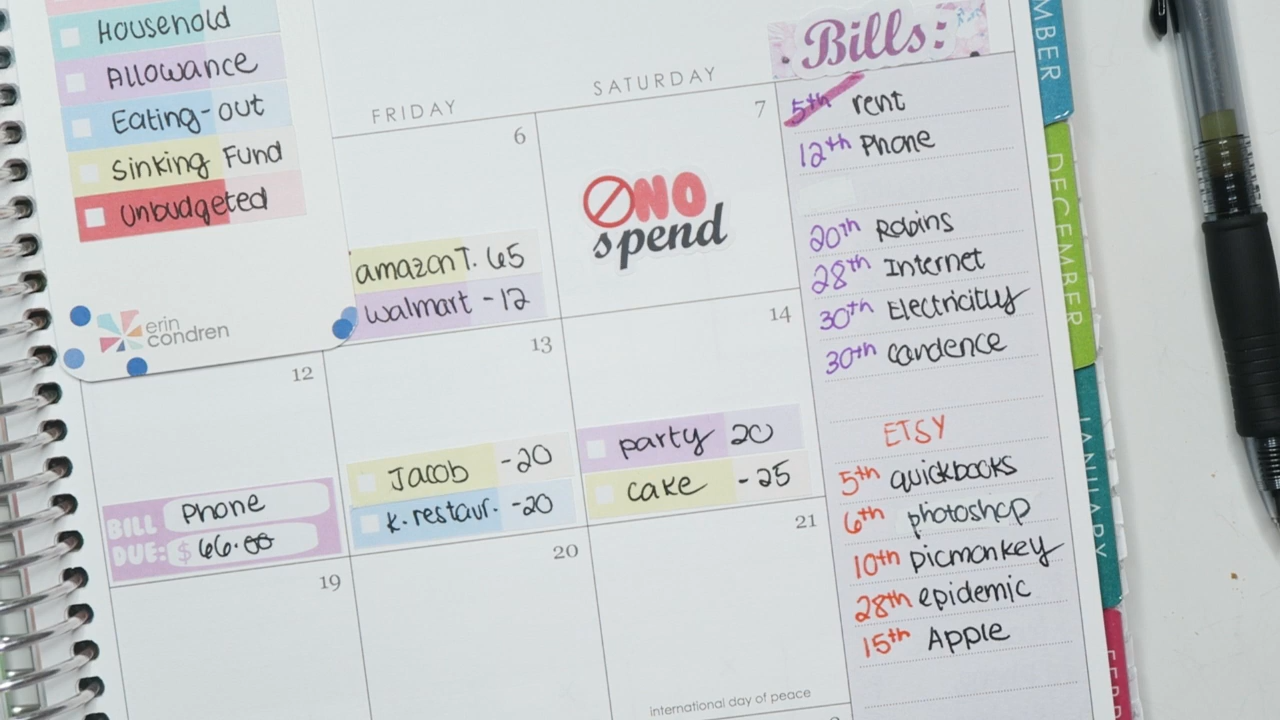 Household
Allowance
Eating-out
Sinking Fund
Unbudgeted
erin
condren
FRIDAY
SATURDAY
6
7
amazon T. 65
walmart -12
NO
spend
12
13
14
BILL
DUE:
Phone
$ 66.00
Jacob -20
K. restaur. -20
party 20
cake -25
19
20
21
international day of peace
Bills:
5th rent
12th Phone
20th Robins
28th Internet
30th Electricity
30th candence
ETSY
5th quickbooks
6th photoshop
10th picmonkey
28th epidemic
15th Apple
MBER
DECEMBER
JANUARY